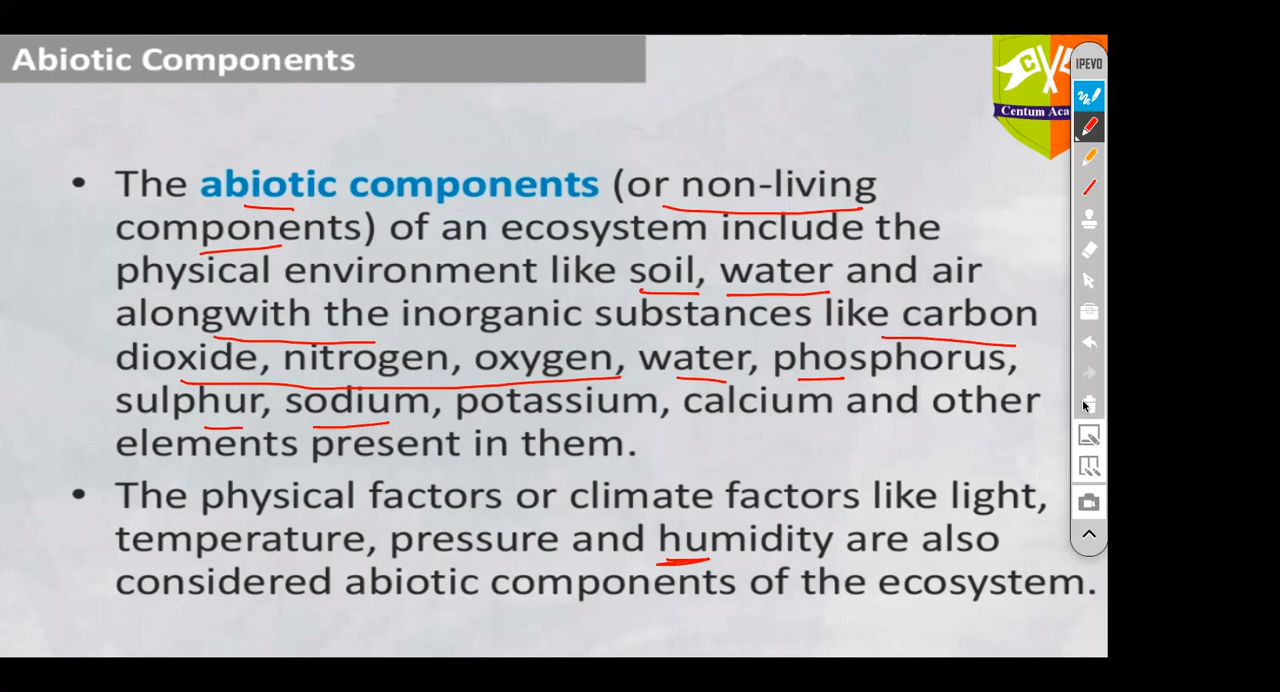 Abiotic Components
IPEVO
Centum Aca
• The abiotic components (or non-living
components) of an ecosystem include the
physical environment like soil, water and air
alongwith the inorganic substances like carbon
dioxide, nitrogen, oxygen, water, phosphorus,
sulphur, sodium, potassium, calcium and other
elements present in them.
• The physical factors or climate factors like light,
temperature, pressure and humidity are also
considered abiotic components of the ecosystem.